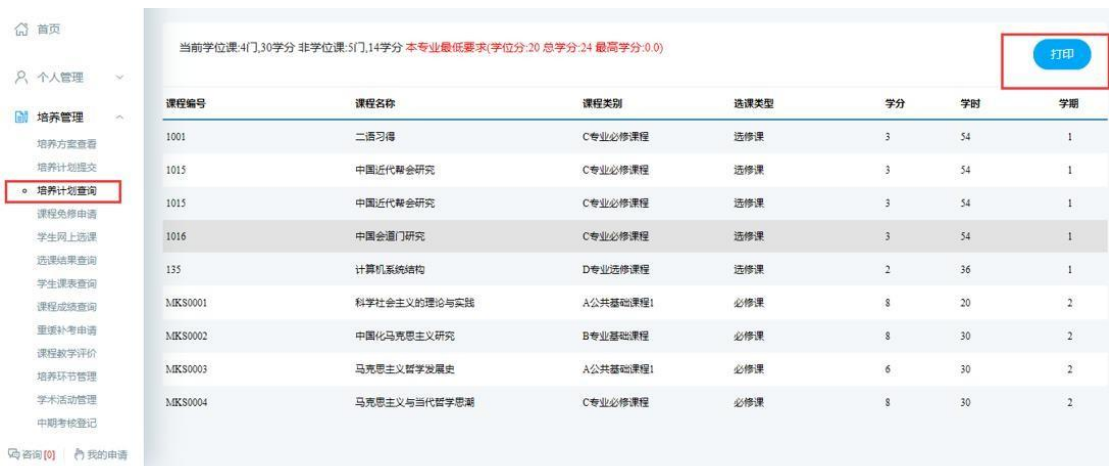 首页
个人管理
培养管理
培养方案查看
培养计划提交
培养计划查询
课程免修申请
学生网上选课
选课结果查询
学生课表查询
课程成绩查询
重缓补考申请
课程教学评价
培养环节管理
学术活动管理
中期考核登记
咨询[0] 我的申请
当前学位课:4门,30学分 非学位课:5门,14学分 本专业最低要求(学位分:20 总学分:24 最高学分:0.0)
打印
课程编号 课程名称 课程类别 选课类型 学分 学时 学期
1001 二语习得 C专业必修课程 选修课 3 54 1
1015 中国近代帮会研究 C专业必修课程 选修课 3 54 1
1015 中国近代帮会研究 C专业必修课程 选修课 3 54 1
1016 中国会道门研究 C专业必修课程 选修课 3 54 1
135 计算机系统结构 D专业选修课程 选修课 2 36 1
MKS0001 科学社会主义的理论与实践 A公共基础课程1 必修课 8 20 2
MKS0002 中国化马克思主义研究 B专业基础课程 必修课 8 30 2
MKS0003 马克思主义哲学发展史 A公共基础课程1 必修课 6 30 2
MKS0004 马克思主义与当代哲学思潮 C专业必修课程 必修课 8 30 2